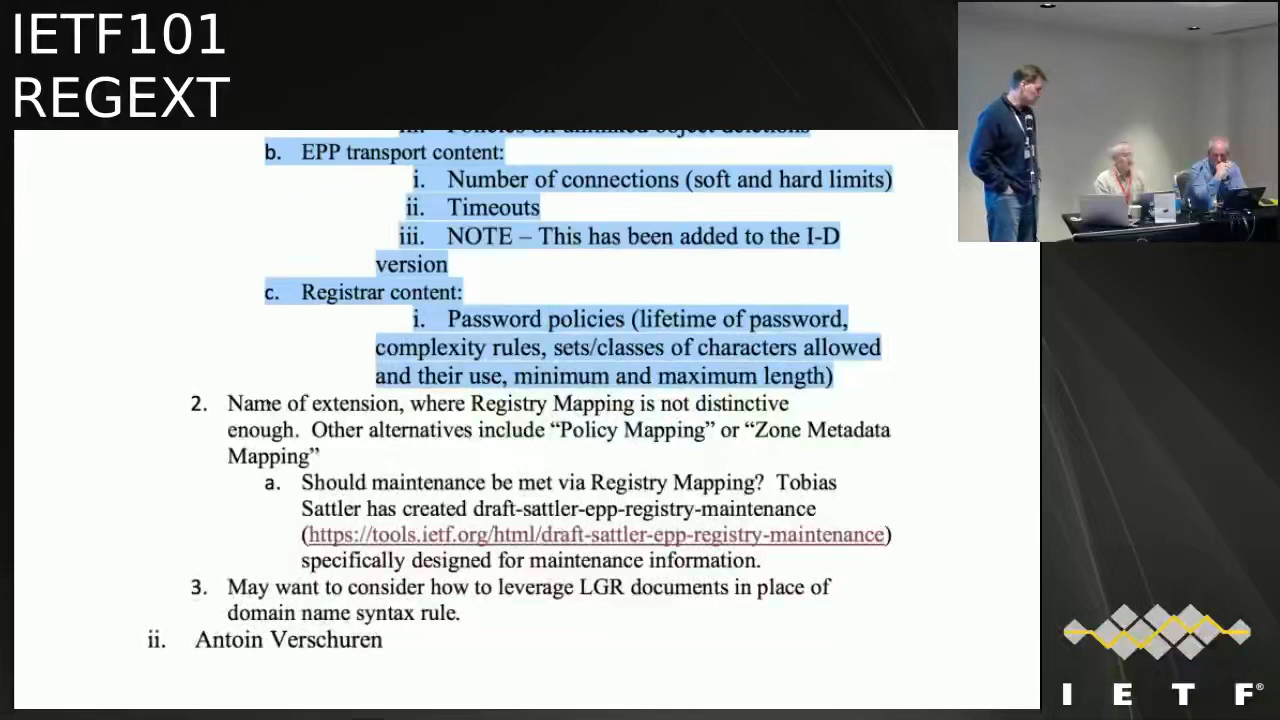 IETF101
REGEXT
iii. Policies on unlinked object deletions
b. EPP transport content:
i. Number of connections (soft and hard limits)
ii. Timeouts
iii. NOTE – This has been added to the I-D
version
c. Registrar content:
i. Password policies (lifetime of password,
complexity rules, sets/classes of characters allowed
and their use, minimum and maximum length)
2. Name of extension, where Registry Mapping is not distinctive
enough. Other alternatives include “Policy Mapping” or “Zone Metadata
Mapping”
a. Should maintenance be met via Registry Mapping? Tobias
Sattler has created draft-sattler-epp-registry-maintenance
(https://tools.ietf.org/html/draft-sattler-epp-registry-maintenance)
specifically designed for maintenance information.
3. May want to consider how to leverage LGR documents in place of
domain name syntax rule.
ii. Antoin Verschuren
I E T F®